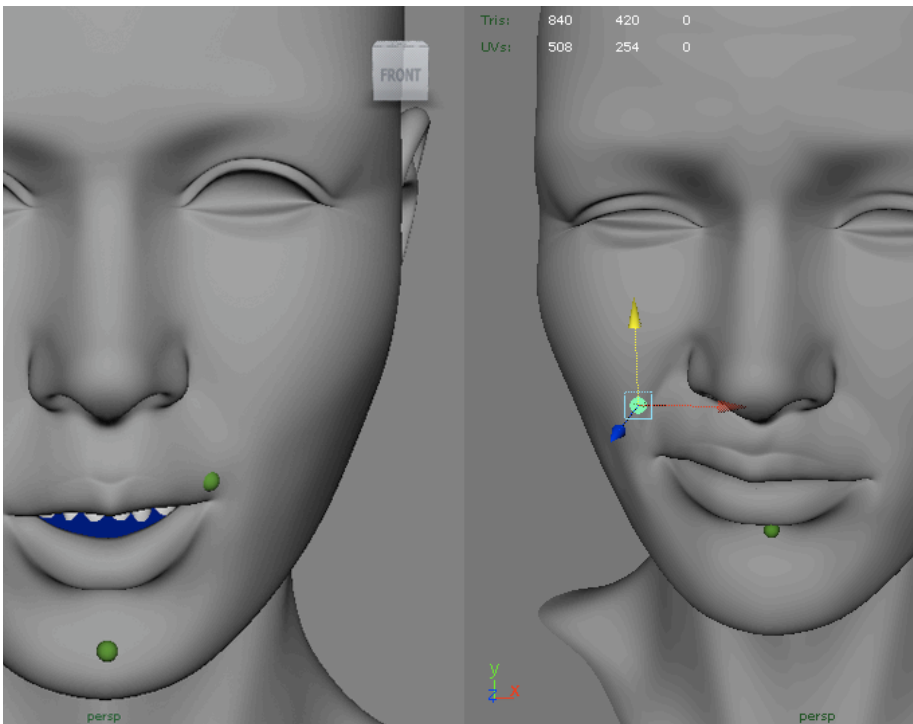 FRONT
Tris: 840 420 0
UVs: 508 254 0
y
z x
persp
persp